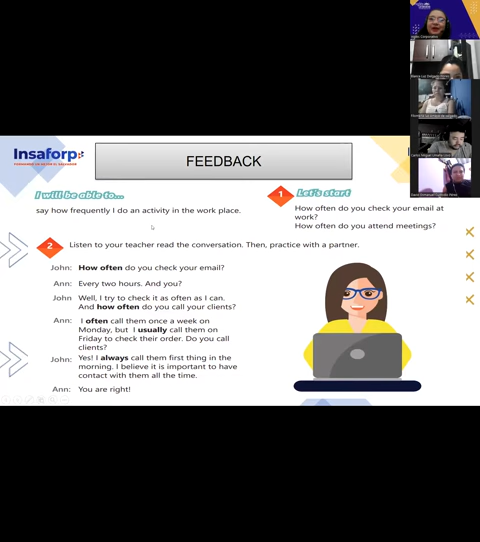 Insaforp
FEEDBACK
I will be able to...
say how frequently I do an activity in the work place.
1
Let's start
How often do you check your email at
work?
How often do you attend meetings?
2
Listen to your teacher read the conversation. Then, practice with a partner.
John: How often do you check your email?
Ann: Every two hours. And you?
John Well, I try to check it as often as I can.
And how often do you call your clients?
Ann: I often call them once a week on
Monday, but I usually call them on
Friday to check their order. Do you call
clients?
John: Yes! I always call them first thing in the
morning. I believe it is important to have
contact with them all the time.
Ann: You are right!